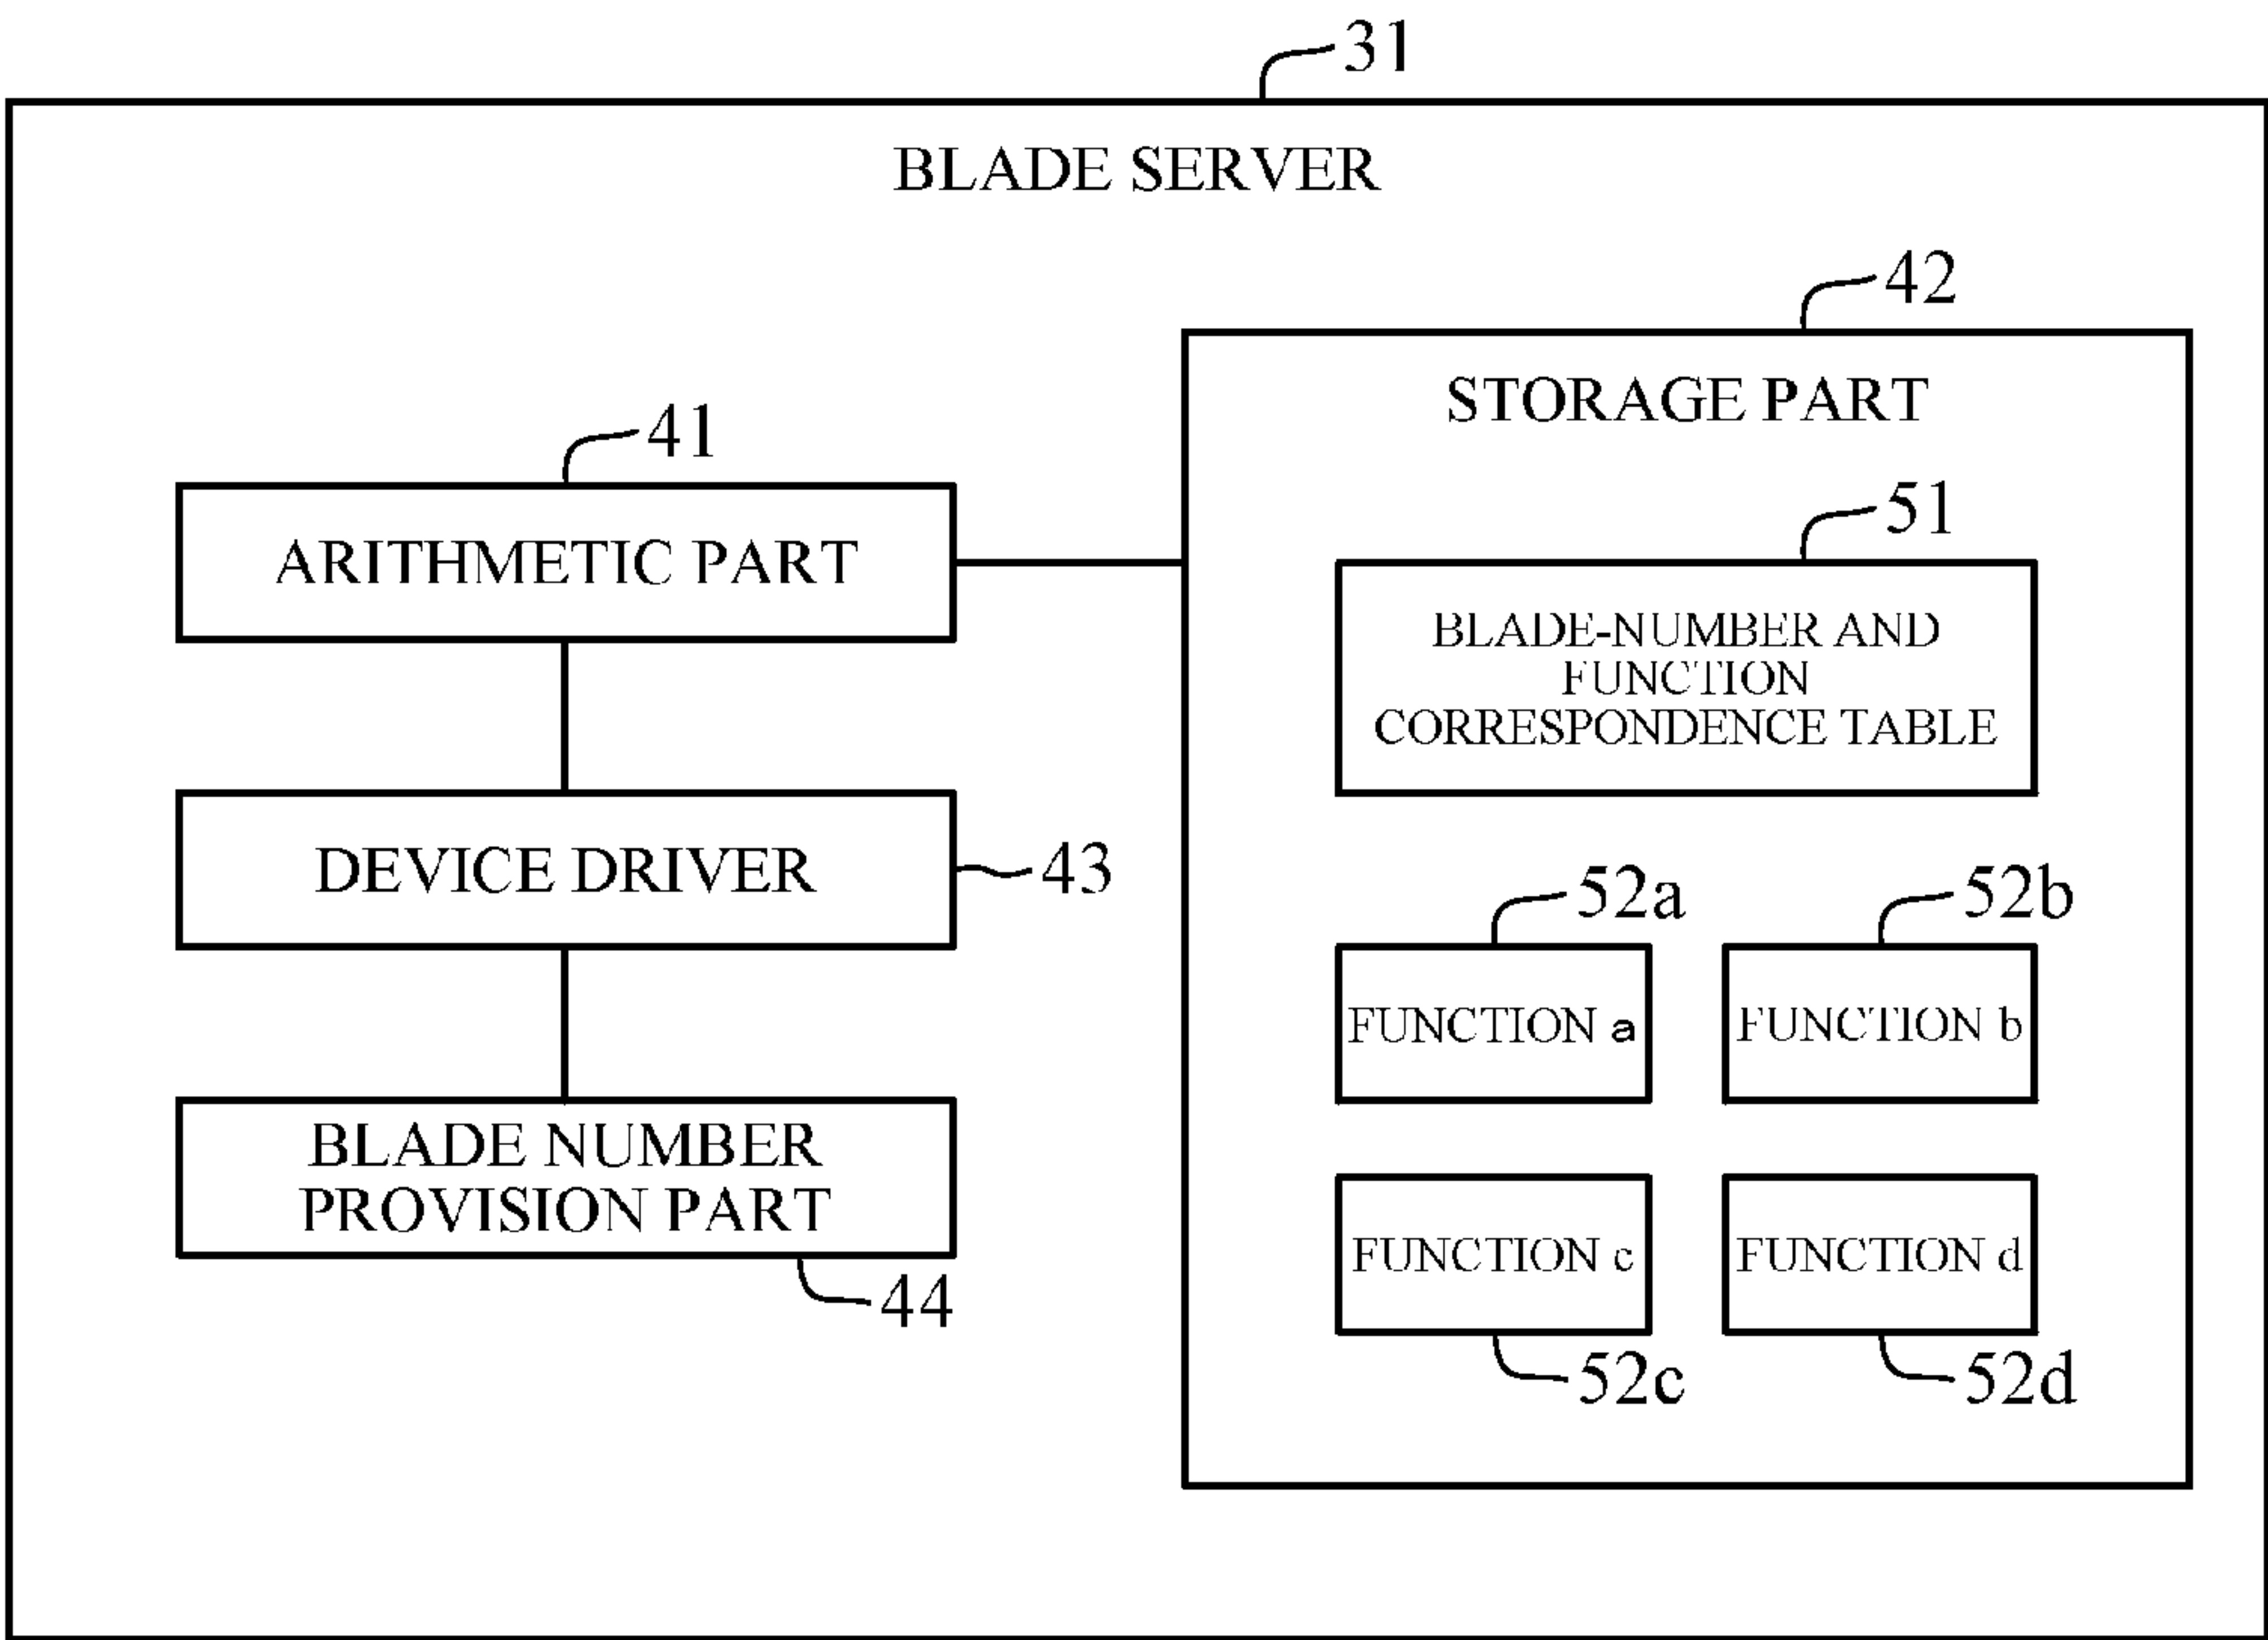 31
BLADE SERVER
42
STORAGE PART
41
ARITHMETIC PART
51
BLADE-NUMBER AND
FUNCTION
CORRESPONDENCE TABLE
DEVICE DRIVER
43
52a
52b
FUNCTION a
FUNCTION b
BLADE NUMBER
PROVISION PART
44
FUNCTION c
FUNCTION d
52c
52d